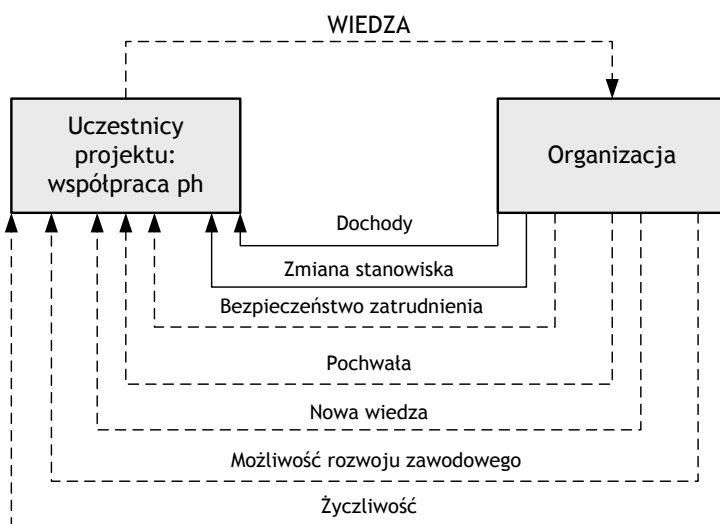 WIEDZA
Uczestnicy
projektu:
współpraca ph
Organizacja
Dochody
Zmiana stanowiska
Bezpieczeństwo zatrudnienia
Pochwała
Nowa wiedza
Możliwość rozwoju zawodowego
Życzliwość